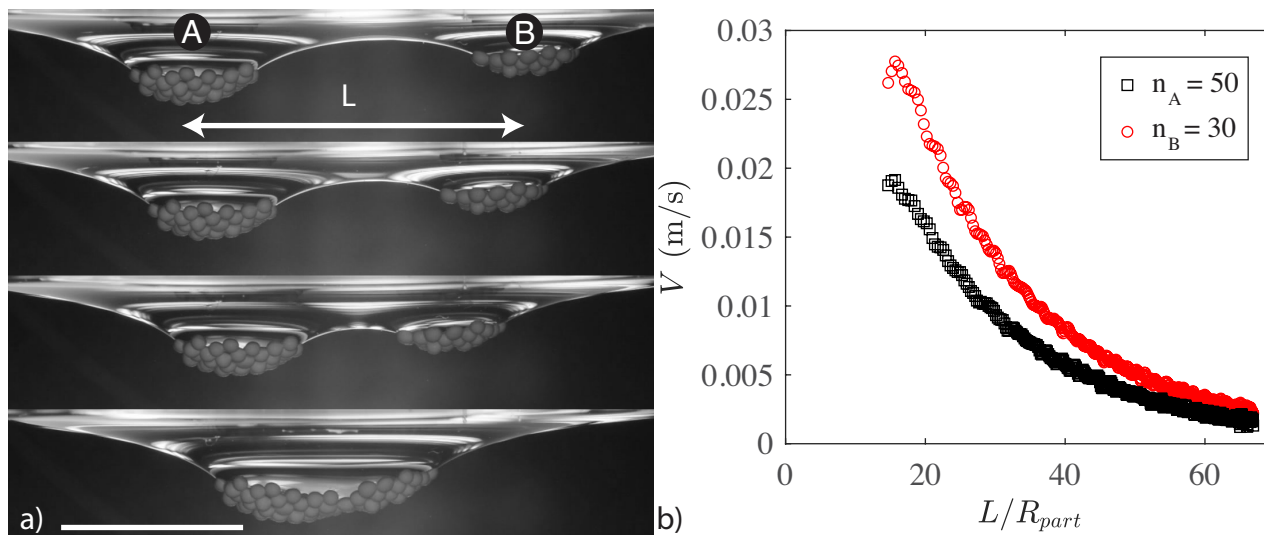 A
B
L
a)
0.03
0.025
0.02
0.015
0.01
0.005
0
V (m/s)
n_A = 50
n_B = 30
0
20
40
60
L/R_part
b)